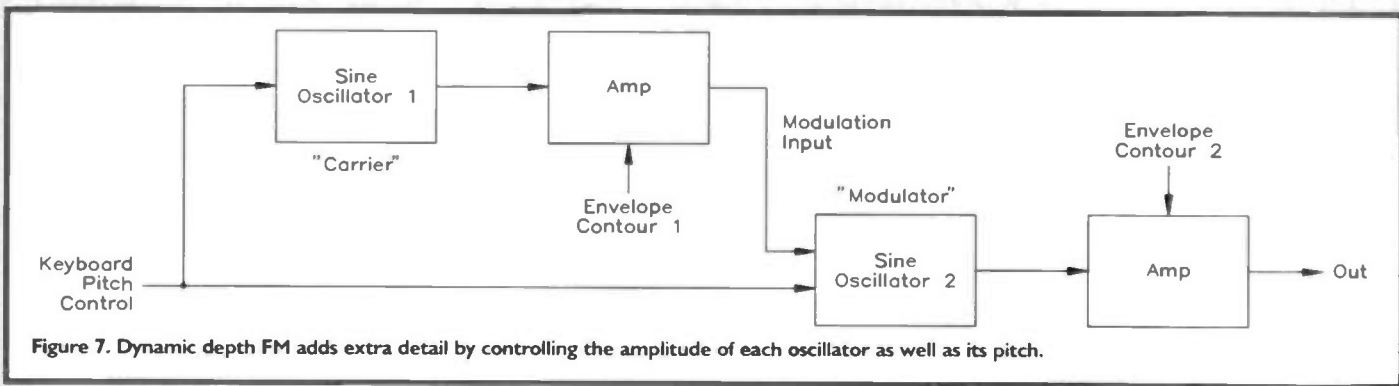 Sine
Oscillator 1
"Carrier"
Amp
Envelope
Contour 1
Modulation
Input
Keyboard
Pitch
Control
"Modulator"
Sine
Oscillator 2
Envelope
Contour 2
Amp
Out
Figure 7. Dynamic depth FM adds extra detail by controlling the amplitude of each oscillator as well as its pitch.